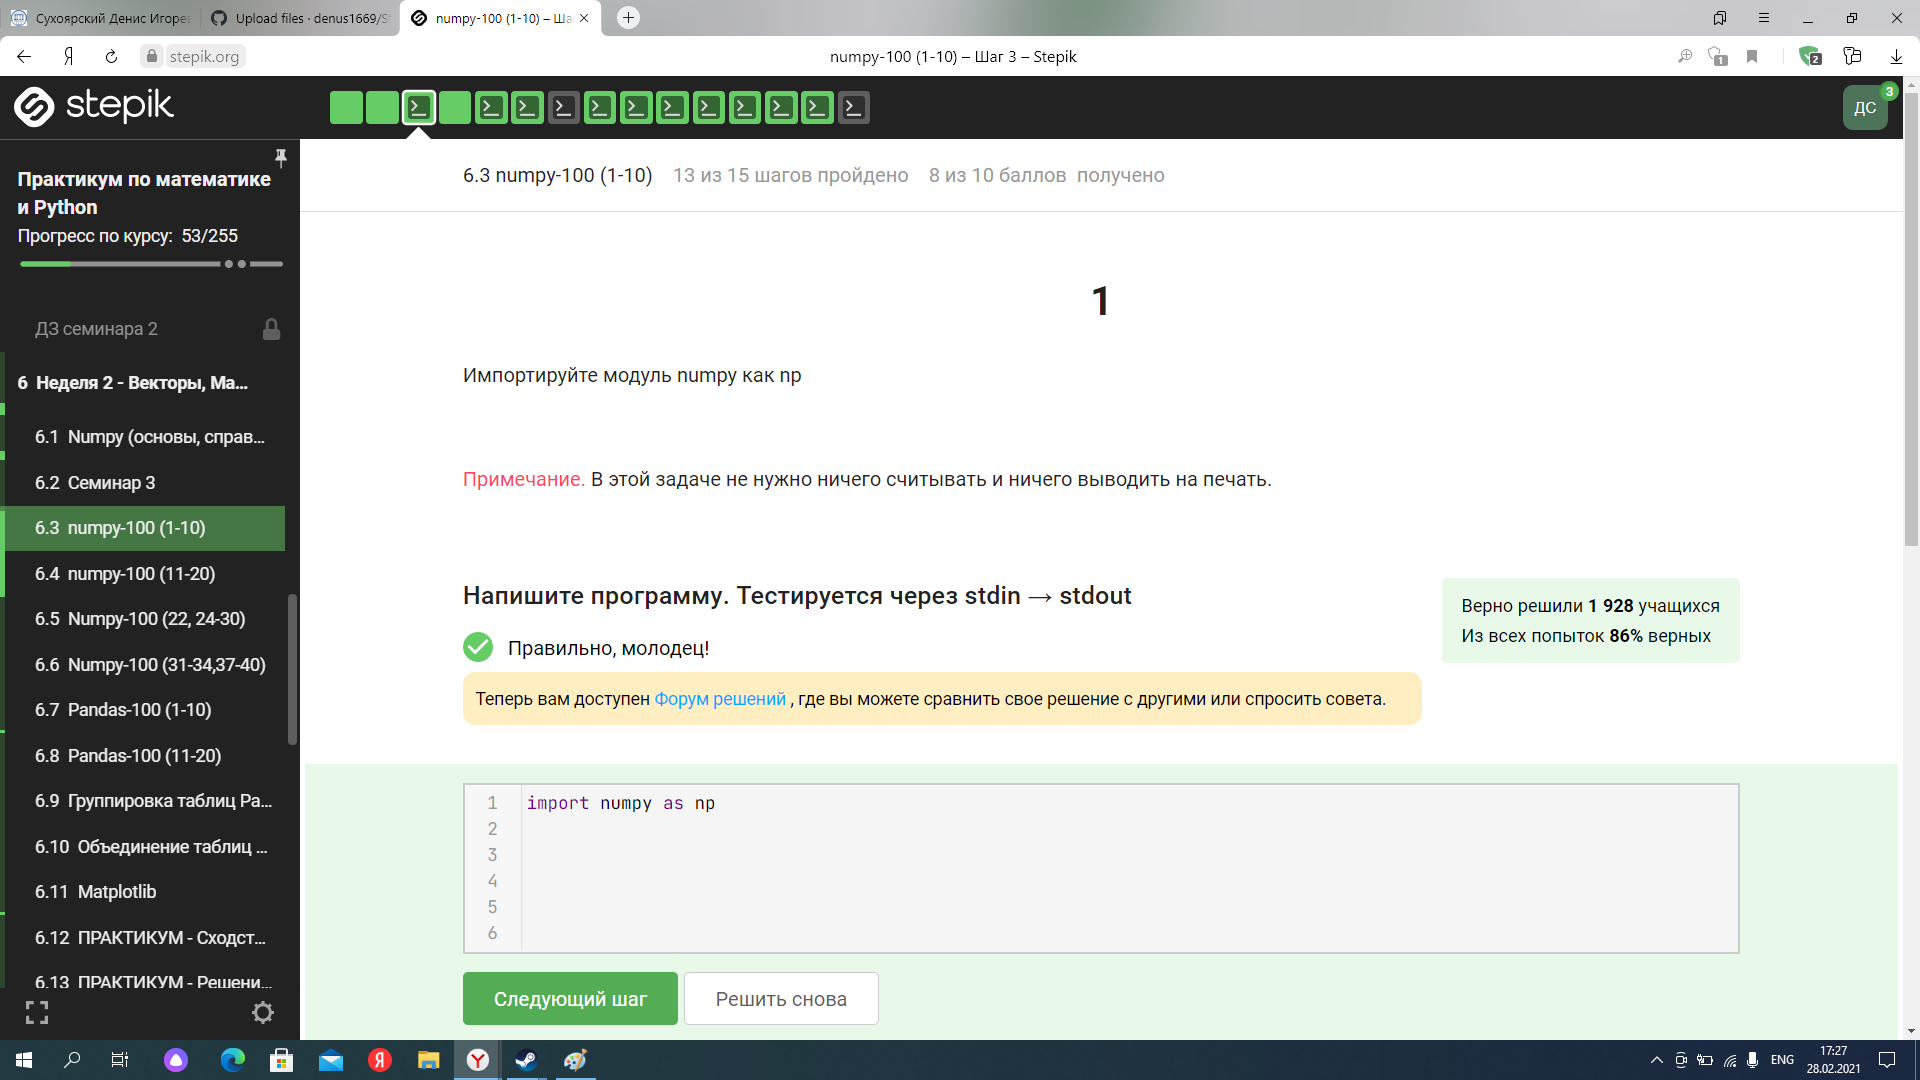 Сухоярский Денис Игорев
Upload files · denus1669/S
numpy-100 (1-10) – Ша
stepik.org
numpy-100 (1-10) – Шаг 3 – Stepik
1
2
stepik
ДС
3
Практикум по математике
и Python
Прогресс по курсу: 53/255
ДЗ семинара 2
6 Неделя 2 - Векторы, Ма...
6.1 Numpy (основы, справ...
6.2 Семинар 3
6.3 numpy-100 (1-10)
6.4 numpy-100 (11-20)
6.5 Numpy-100 (22, 24-30)
6.6 Numpy-100 (31-34,37-40)
6.7 Pandas-100 (1-10)
6.8 Pandas-100 (11-20)
6.9 Группировка таблиц Pa...
6.10 Объединение таблиц ...
6.11 Matplotlib
6.12 ПРАКТИКУМ - Сходст...
6.13 ПРАКТИКУМ - Решени...
6.3 numpy-100 (1-10) 13 из 15 шагов пройдено 8 из 10 баллов получено
1
Импортируйте модуль numpy как np
Примечание. В этой задаче не нужно ничего считывать и ничего выводить на печать.
Напишите программу. Тестируется через stdin → stdout
Верно решили 1 928 учащихся
Из всех попыток 86% верных
Правильно, молодец!
Теперь вам доступен Форум решений , где вы можете сравнить свое решение с другими или спросить совета.
1 import numpy as np
2
3
4
5
6
Следующий шаг
Решить снова
ENG
17:27
28.02.2021